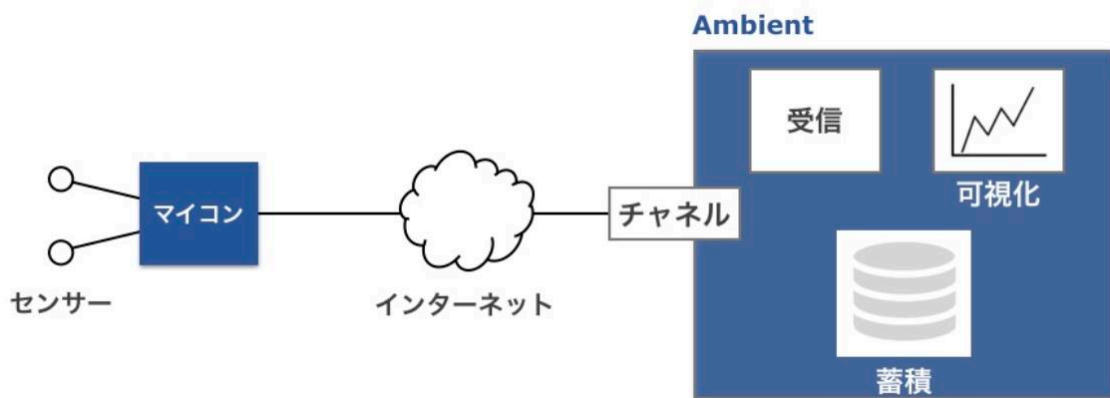 Ambient
受信
可視化
マイコン
チャネル
センサー
インターネット
蓄積